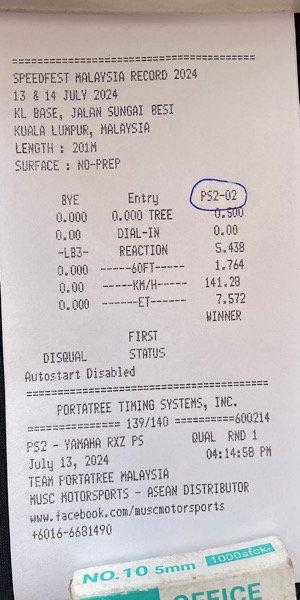 ==========================================
SPEEDFEST MALAYSIA RECORD 2024
13 & 14 JULY 2024
KL BASE, JALAN SUNGAI BESI
KUALA LUMPUR, MALAYSIA
LENGTH : 201M
SURFACE : NO-PREP
BYE Entry PS2-02
0.000 0.000 TREE 0.500
0.00 DIAL-IN 0.00
-LB3- REACTION 5.438
0.000 ------60FT----- 1.764
0.00 -----KM/H----- 141.28
0.000 ------ET------ 7.572
WINNER
FIRST
DISQUAL STATUS
Autostart Disabled
==========================================
PORTATREE TIMING SYSTEMS, INC.
=============== 139/140 ==========600214
PS2 - YAMAHA RXZ PS QUAL RND 1
July 13, 2024 04:14:58 PM
TEAM PORTATREE MALAYSIA
MUSC MOTORSPORTS - ASEAN DISTRIBUTOR
www.facebook.com/muscmotorsports
+6016-6681490
NO.10 5mm 1000stck
OFFICE